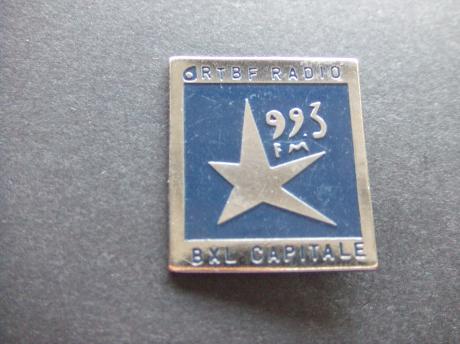 RTBF RADIO
99.3
FM
BXL CAPITALE